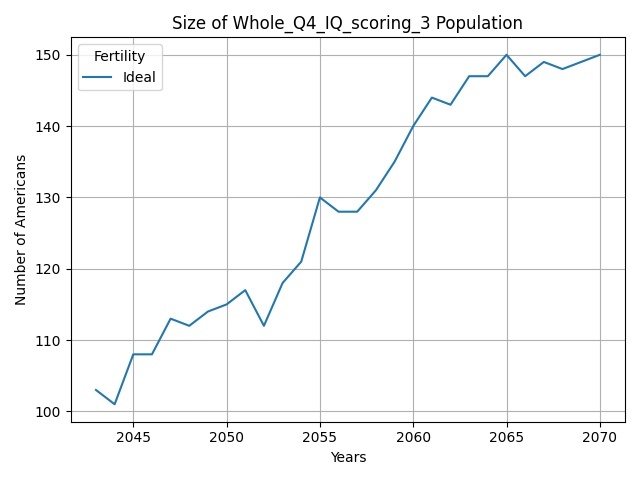 Size of Whole_Q4_IQ_scoring_3 Population
Fertility
Ideal
Number of Americans
150
140
130
120
110
100
2045 2050 2055 2060 2065 2070
Years